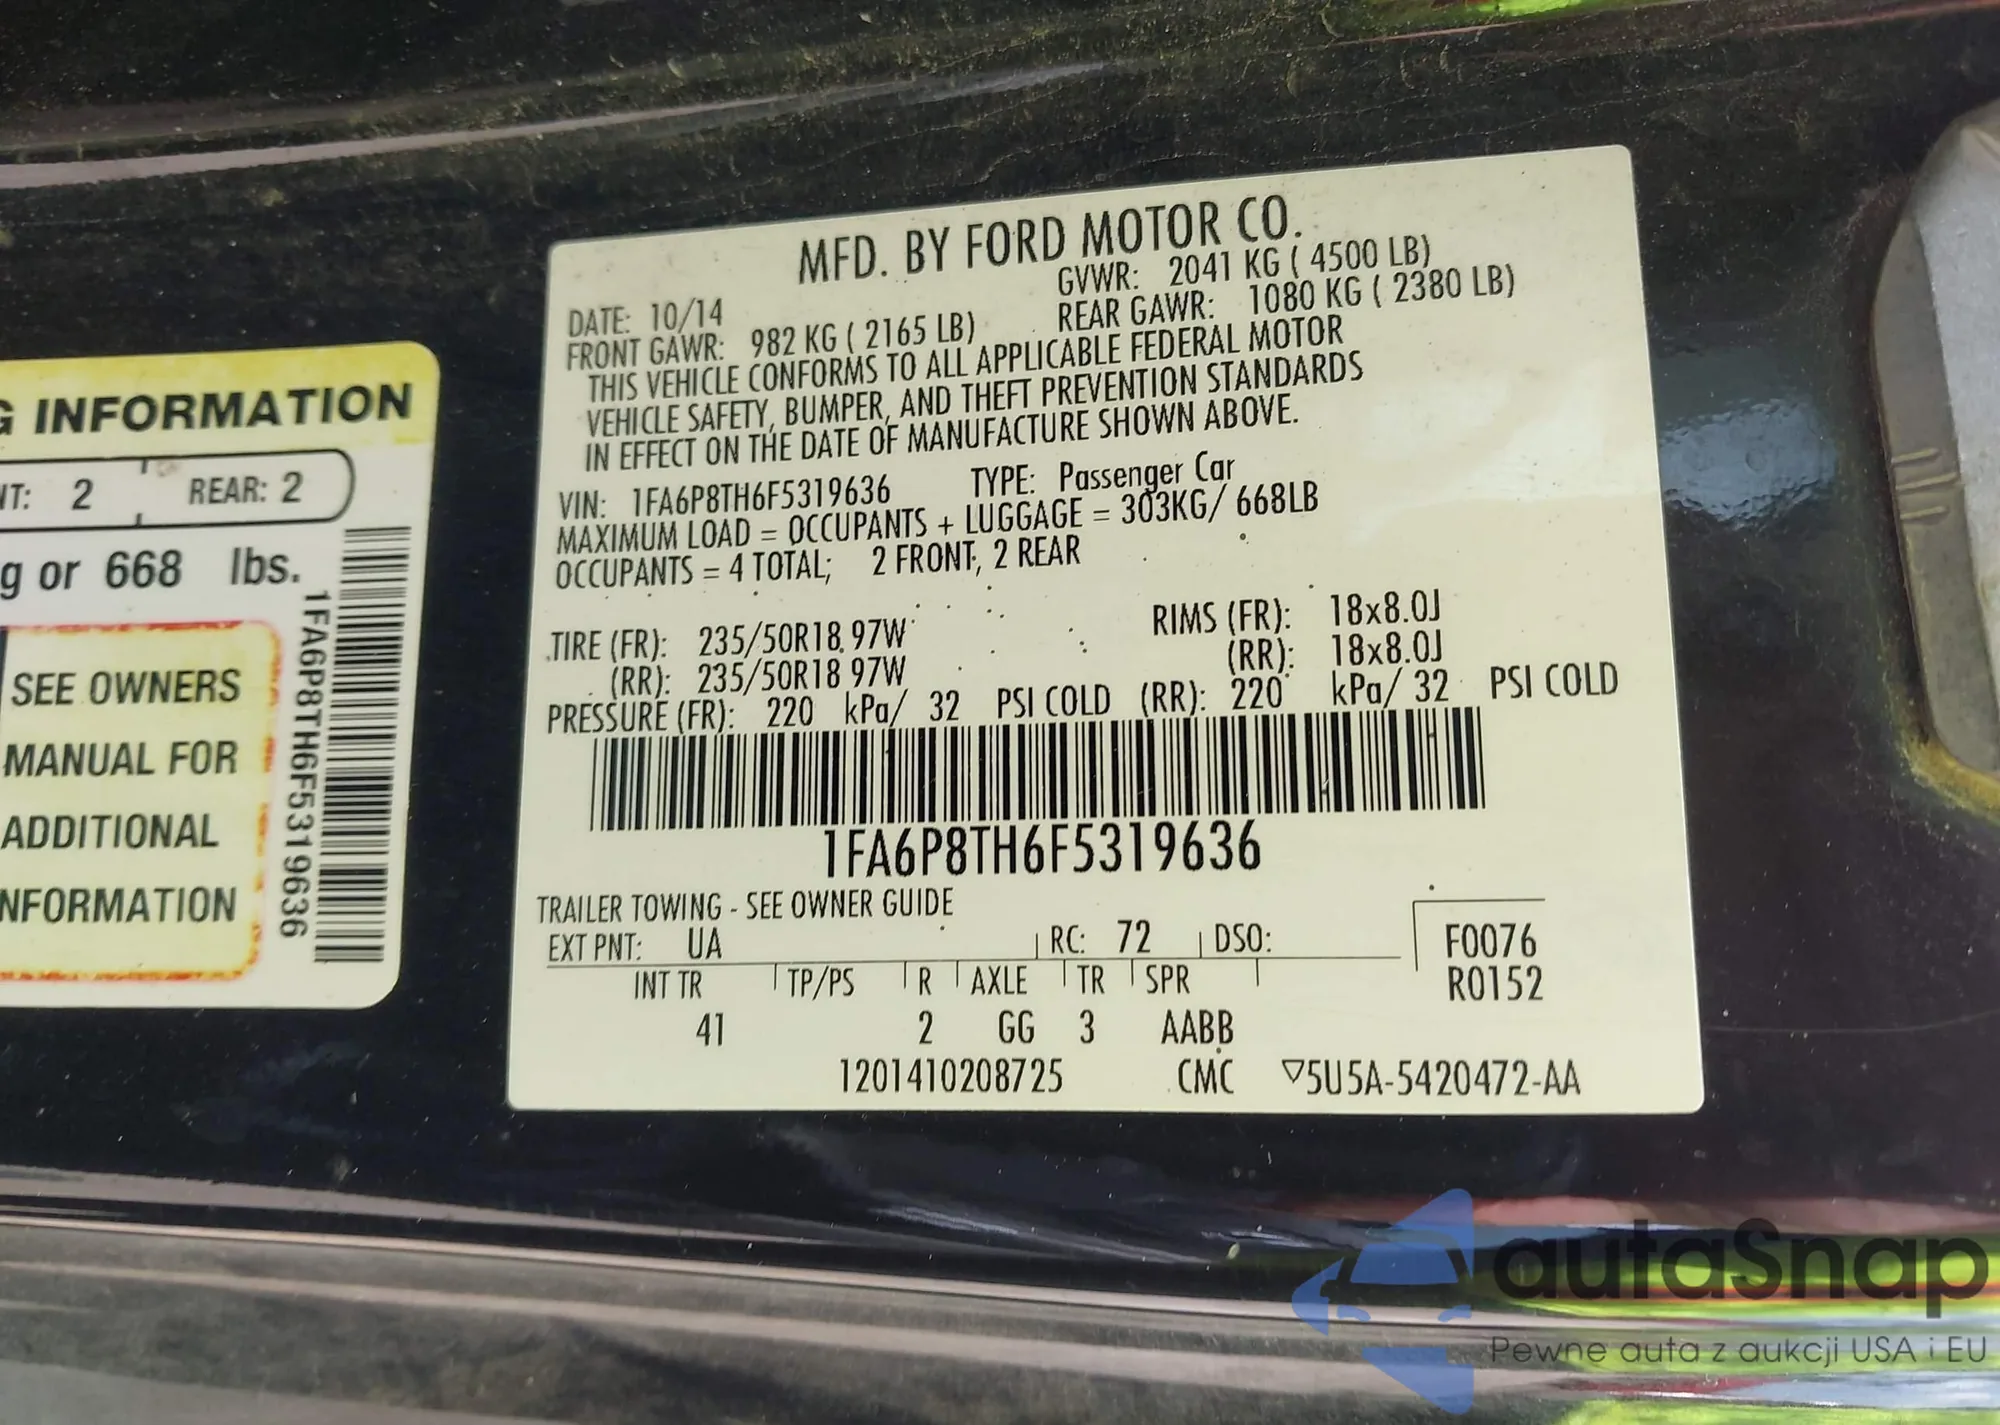 G INFORMATION
NT: 2 REAR: 2
g or 668 lbs.
SEE OWNERS
MANUAL FOR
ADDITIONAL
NFORMATION
1FA6P8TH6F5319636
MFD. BY FORD MOTOR CO.
DATE: 10/14 GVWR: 2041 KG ( 4500 LB)
FRONT GAWR: 982 KG ( 2165 LB) REAR GAWR: 1080 KG ( 2380 LB)
THIS VEHICLE CONFORMS TO ALL APPLICABLE FEDERAL MOTOR
VEHICLE SAFETY, BUMPER, AND THEFT PREVENTION STANDARDS
IN EFFECT ON THE DATE OF MANUFACTURE SHOWN ABOVE.
VIN: 1FA6P8TH6F5319636 TYPE: Passenger Car
MAXIMUM LOAD = OCCUPANTS + LUGGAGE = 303KG/ 668LB
OCCUPANTS = 4 TOTAL; 2 FRONT, 2 REAR
TIRE (FR): 235/50R18 97W RIMS (FR): 18x8.0J
(RR): 235/50R18 97W (RR): 18x8.0J
PRESSURE (FR): 220 kPa/ 32 PSI COLD (RR): 220 kPa/ 32 PSI COLD
1FA6P8TH6F5319636
TRAILER TOWING - SEE OWNER GUIDE
EXT PNT: UA RC: 72 DSO: F0076
INT TR TP/PS R AXLE TR SPR R0152
41 2 GG 3 AABB
1201410208725 CMC ▽5U5A-5420472-AA
autaSnap
Pewne auta z aukcji USA i EU